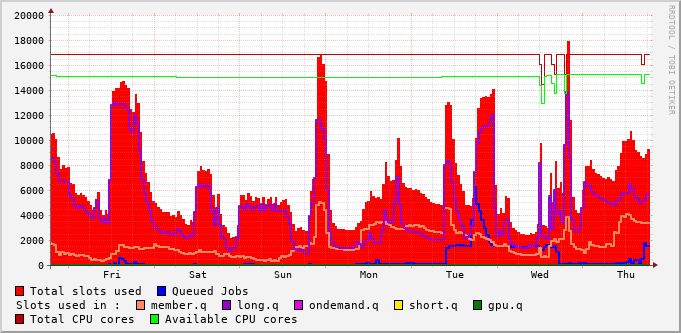 20000
18000
16000
14000
12000
10000
8000
6000
4000
2000
0
Fri Sat Sun Mon Tue Wed Thu
Total slots used Queued Jobs
Slots used in : member.q long.q ondemand.q short.q gpu.q
Total CPU cores Available CPU cores
RRDTOOL / TOBI OETIKER